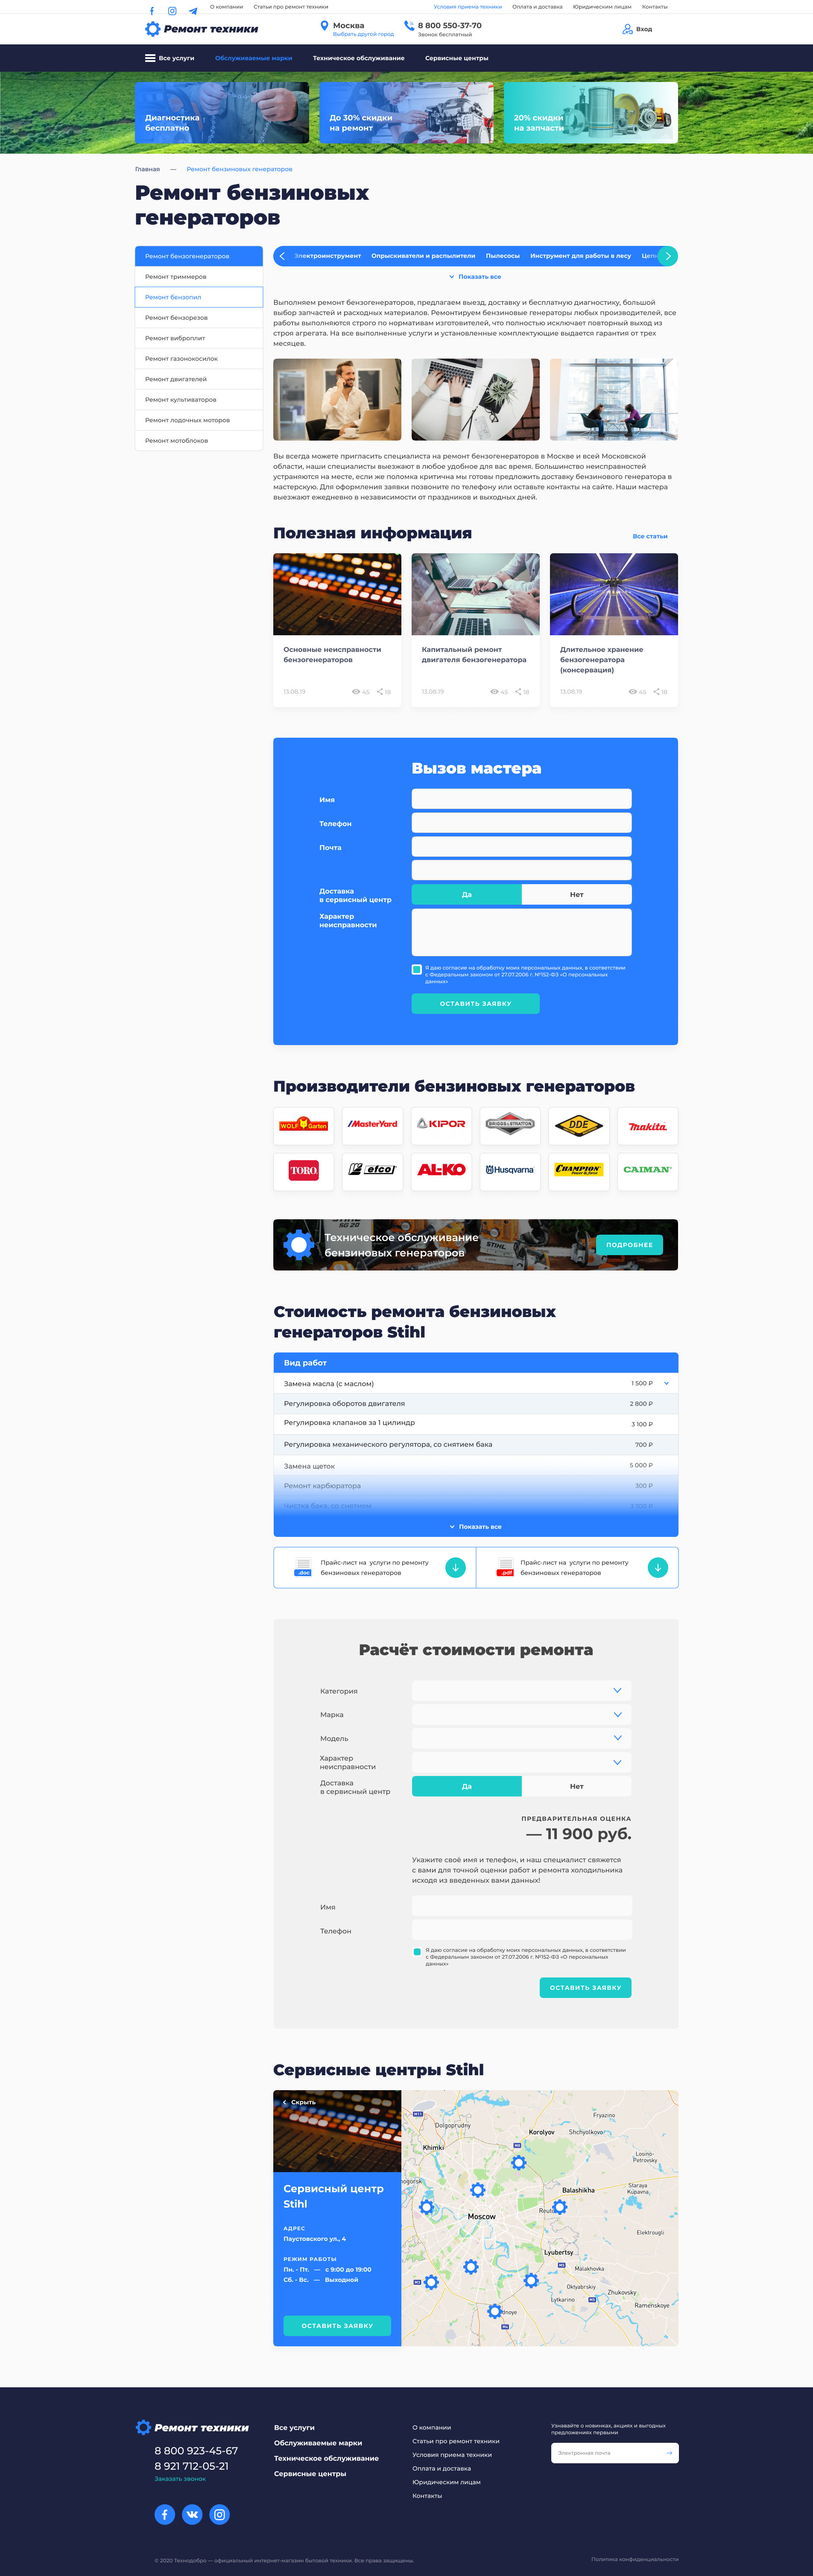 О компании
Статьи про ремонт техники
Условия приема техники
Оплата и доставка
Юридическим лицам
Контакты
Ремонт техники
Москва
Выбрать другой город
8 800 550-37-70
Звонок бесплатный
Вход
Все услуги
Обслуживаемые марки
Техническое обслуживание
Сервисные центры
Диагностика
бесплатно
До 30% скидки
на ремонт
20% скидки
на запчасти
Главная — Ремонт бензиновых генераторов
Ремонт бензиновых
генераторов
Ремонт бензогенераторов
Ремонт триммеров
Ремонт бензопил
Ремонт бензорезов
Ремонт виброплит
Ремонт газонокосилок
Ремонт двигателей
Ремонт культиваторов
Ремонт лодочных моторов
Ремонт мотоблоков
Электроинструмент
Опрыскиватели и распылители
Пылесосы
Инструмент для работы в лесу
Показать все
Выполняем ремонт бензогенераторов, предлагаем выезд, доставку и бесплатную диагностику, большой
выбор запчастей и расходных материалов. Ремонтируем бензиновые генераторы любых производителей, все
работы выполняются строго по нормативам изготовителей, что полностью исключает повторный выход из
строя агрегата. На все выполненные услуги и установленные комплектующие выдается гарантия от трех
месяцев.
Вы всегда можете пригласить специалиста на ремонт бензогенераторов в Москве и всей Московской
области, наши специалисты выезжают в любое удобное для вас время. Большинство неисправностей
устраняются на месте, если же поломка критична мы готовы предложить доставку бензинового генератора в
мастерскую. Для оформления заявки позвоните по телефону или оставьте контакты на сайте. Наши мастера
выезжают ежедневно в независимости от праздников и выходных дней.
Полезная информация
Все статьи
Основные неисправности
бензогенераторов
13.08.19 45 18
Капитальный ремонт
двигателя бензогенератора
13.08.19 45 18
Длительное хранение
бензогенератора
(консервация)
13.08.19 45 18
Вызов мастера
Имя
Телефон
Почта
Доставка
в сервисный центр
Да
Нет
Характер
неисправности
Я даю согласие на обработку моих персональных данных, в соответствии
с Федеральным законом от 27.07.2006 г. №152-ФЗ «О персональных
данных»
ОСТАВИТЬ ЗАЯВКУ
Производители бензиновых генераторов
WOLF Garten
MasterYard
KIPOR
BRIGGS & STRATTON
DDE
makita
TORO
efco
AL-KO
Husqvarna
CHAMPION
CAIMAN
STIHL
SG 20
Техническое обслуживание
бензиновых генераторов
ПОДРОБНЕЕ
Стоимость ремонта бензиновых
генераторов Stihl
Вид работ
Замена масла (с маслом) 1 500 ₽
Регулировка оборотов двигателя 2 800 ₽
Регулировка клапанов за 1 цилиндр 3 100 ₽
Регулировка механического регулятора, со снятием бака 700 ₽
Замена щеток 5 000 ₽
Ремонт карбюратора 300 ₽
Чистка бака, со снятием
Показать все
.doc
Прайс-лист на услуги по ремонту
бензиновых генераторов
.pdf
Прайс-лист на услуги по ремонту
бензиновых генераторов
Расчёт стоимости ремонта
Категория
Марка
Модель
Характер
неисправности
Доставка
в сервисный центр
Да
Нет
ПРЕДВАРИТЕЛЬНАЯ ОЦЕНКА
— 11 900 руб.
Укажите своё имя и телефон, и наш специалист свяжется
с вами для точной оценки работ и ремонта холодильника
исходя из введенных вами данных!
Имя
Телефон
Я даю согласие на обработку моих персональных данных, в соответствии
с Федеральным законом от 27.07.2006 г. №152-ФЗ «О персональных
данных»
ОСТАВИТЬ ЗАЯВКУ
Сервисные центры Stihl
Скрыть
Сервисный центр
Stihl
АДРЕС
Паустовского ул., 4
РЕЖИМ РАБОТЫ
Пн. - Пт. — с 9:00 до 19:00
Сб. - Вс. — Выходной
ОСТАВИТЬ ЗАЯВКУ
Fryazino
Dolgoprudny
Korolyov
Shchyolkovo
Khimki
Losino-
Petrovsky
Balashikha
Staraya
Kupavna
Moscow
Elektrougli
Lyubertsy
Malakhovka
Oktyabrskiy
Zhukovsky
Lytkarino
Ramenskoye
Ремонт техники
8 800 923-45-67
8 921 712-05-21
Заказать звонок
Все услуги
Обслуживаемые марки
Техническое обслуживание
Сервисные центры
О компании
Статьи про ремонт техники
Условия приема техники
Оплата и доставка
Юридическим лицам
Контакты
Узнавайте о новинках, акциях и выгодных
предложениях первыми
Электронная почта
© 2020 Технодобро — официальный интернет-магазин бытовой техники. Все права защищены.
Политика конфиденциальности